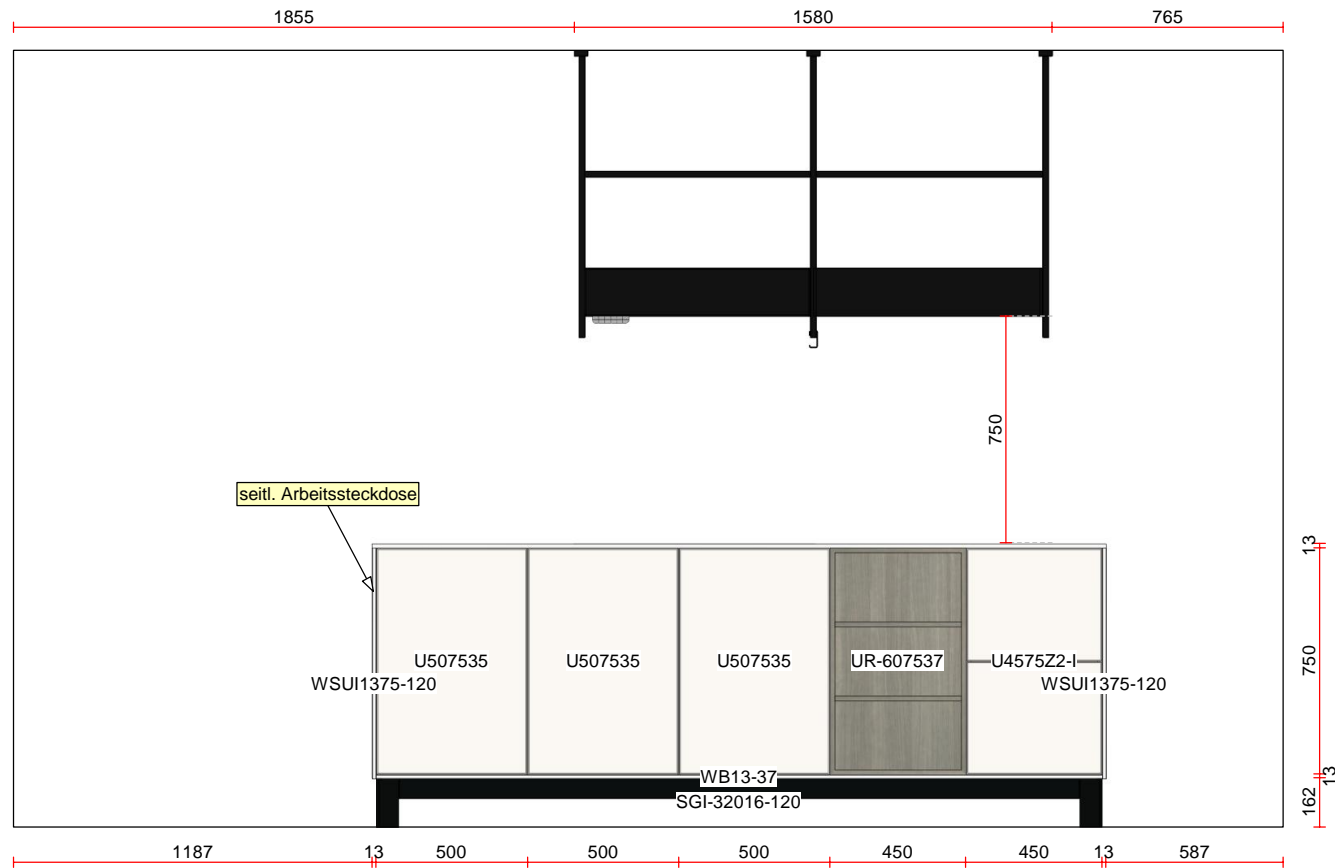 1855 1580 765
750
seitl. Arbeitssteckdose
13
U507535 U507535 U507535 UR-607537 U4575Z2-I
750
WSUI1375-120 WSUI1375-120
WB13-37
13
SGI-32016-120
162
1187 13 500 500 500 450 450 13 587